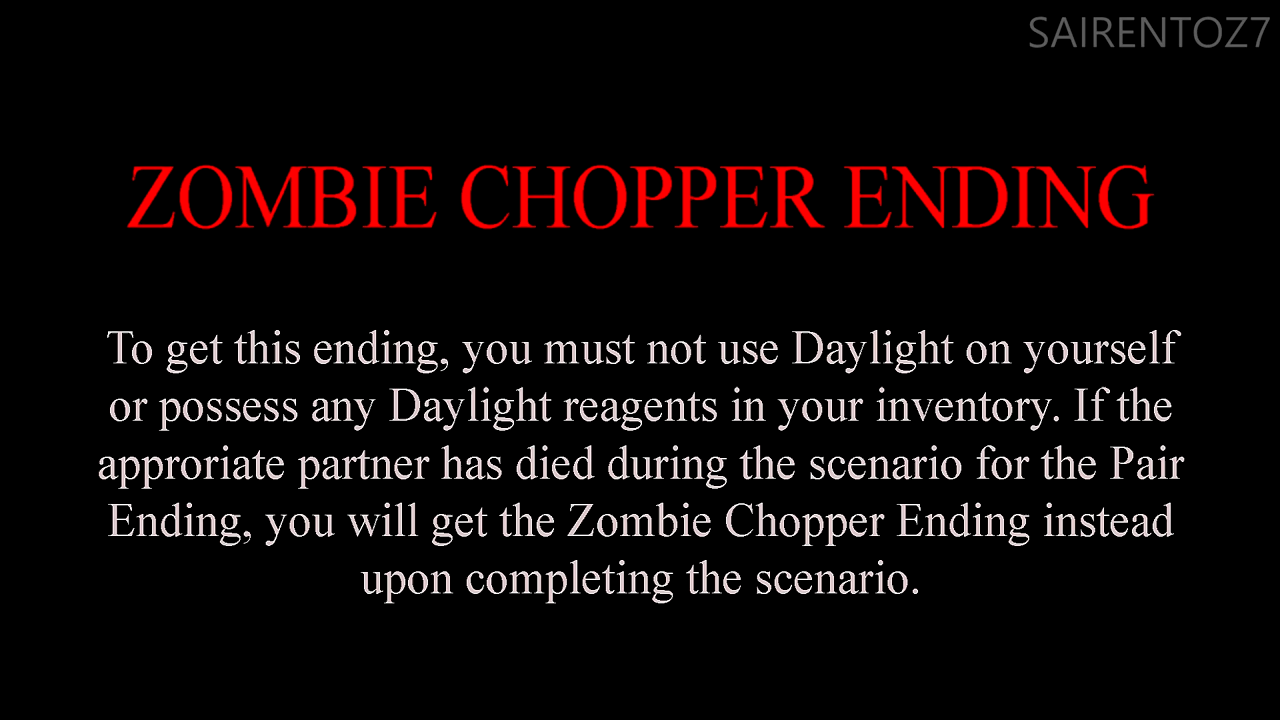 SAIRENTOZ7
ZOMBIE CHOPPER ENDING
To get this ending, you must not use Daylight on yourself
or possess any Daylight reagents in your inventory. If the
approriate partner has died during the scenario for the Pair
Ending, you will get the Zombie Chopper Ending instead
upon completing the scenario.